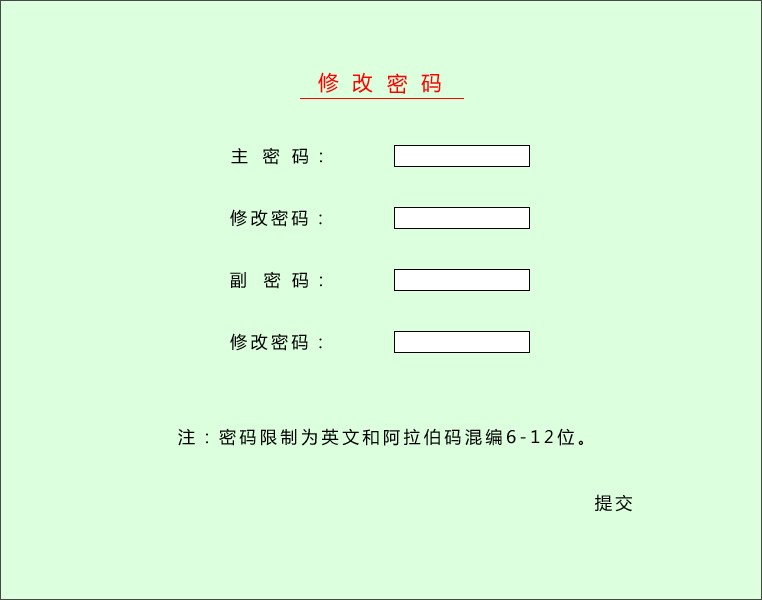 修改密码
主 密 码：
修改密码：
副 密 码：
修改密码：
注：密码限制为英文和阿拉伯码混编6-12位。
提交